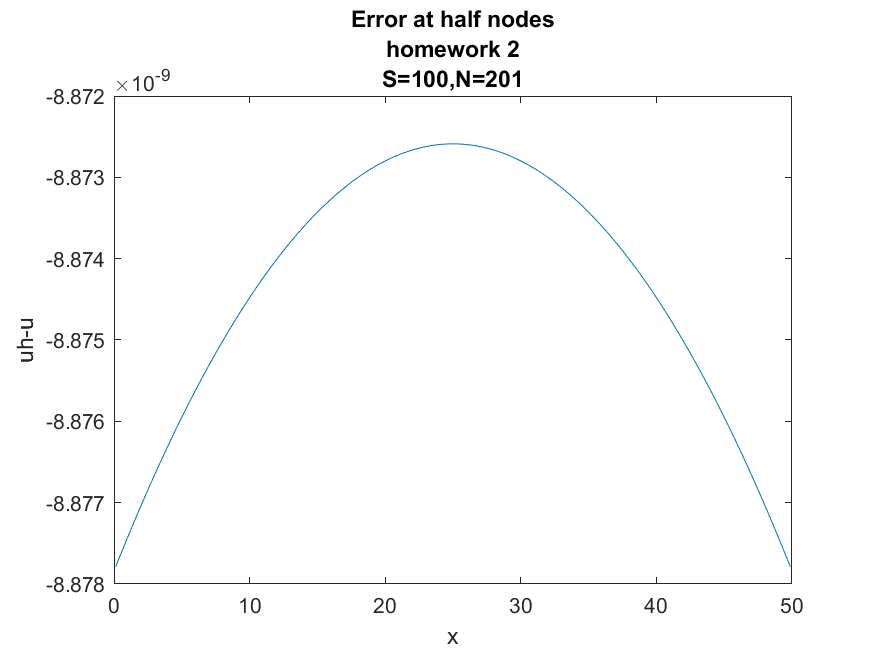 Error at half nodes
homework 2
S=100,N=201
×10^-9
-8.872
-8.873
-8.874
-8.875
-8.876
-8.877
-8.878
uh-u
0 10 20 30 40 50
x